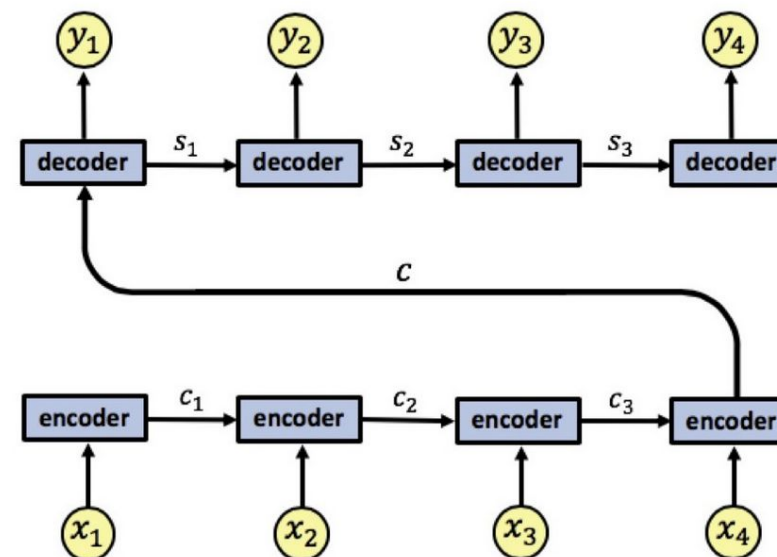 y₁ y₂ y₃ y₄
decoder s₁ decoder s₂ decoder s₃ decoder
c
encoder c₁ encoder c₂ encoder c₃ encoder
x₁ x₂ x₃ x₄